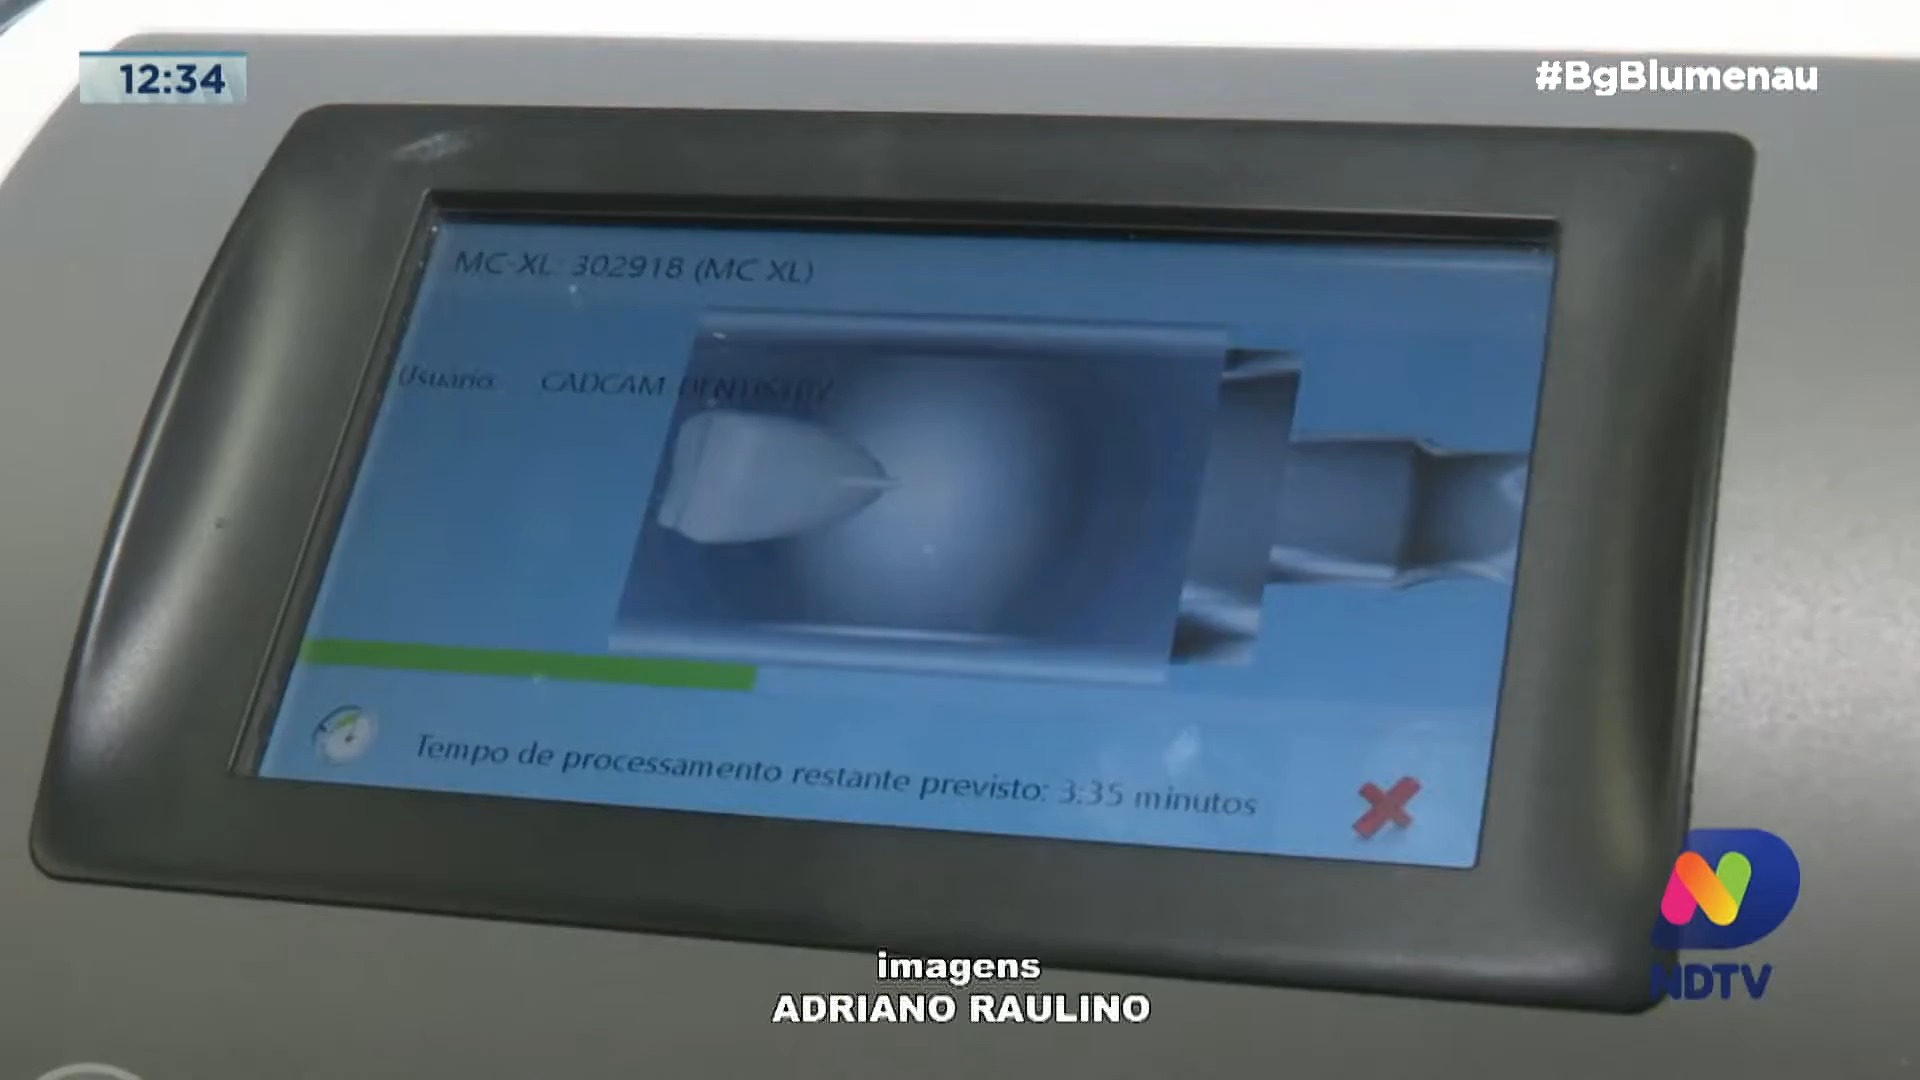 12:34
#BgBlumenau
MC-XL: 302918 (MC XL)
Usuario: CADCAM DENTISTRY
Tempo de processamento restante previsto: 3:35 minutos
imagens
ADRIANO RAULINO
NDTV